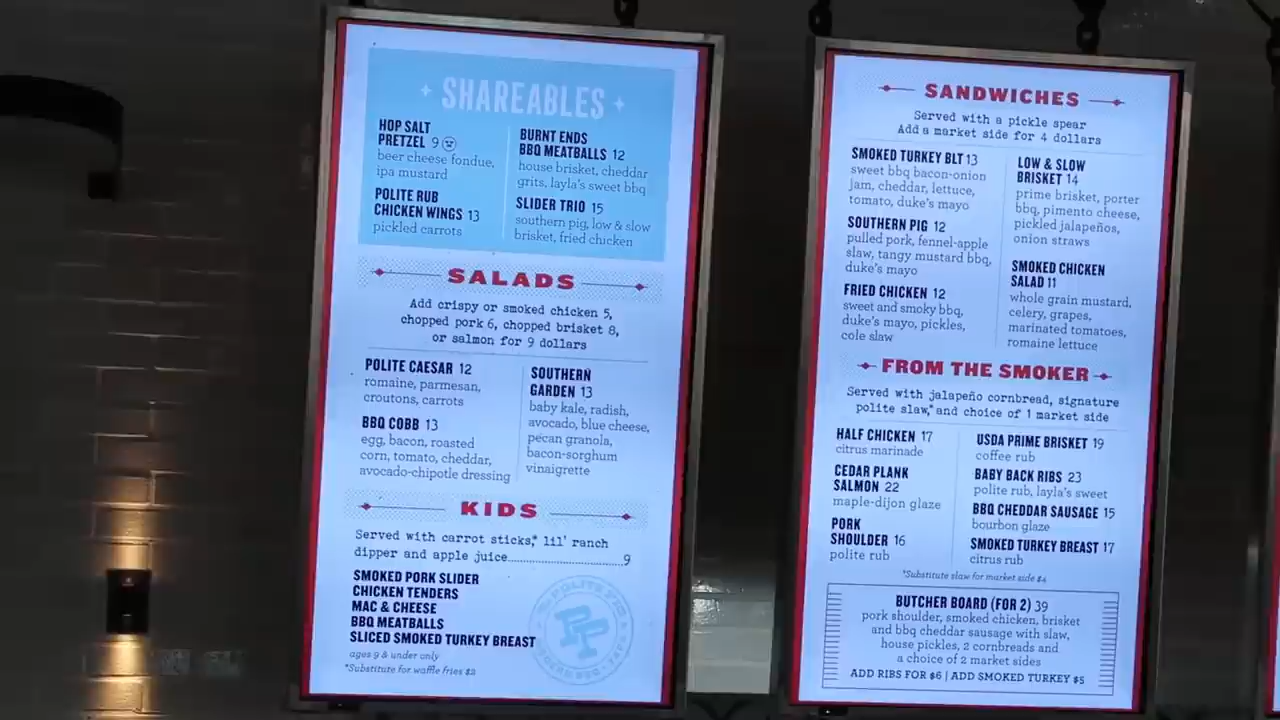 SHAREABLES
HOP SALT
PRETZEL 9
beer cheese fondue,
ipa mustard
POLITE RUB
CHICKEN WINGS 13
pickled carrots
BURNT ENDS
BBQ MEATBALLS 12
house brisket, cheddar
grits, layla's sweet bbq
SLIDER TRIO 15
southern pig, low & slow
brisket, fried chicken
SALADS
Add crispy or smoked chicken 5,
chopped pork 6, chopped brisket 8,
or salmon for 9 dollars
POLITE CAESAR 12
romaine, parmesan,
croutons, carrots
BBQ COBB 13
egg, bacon, roasted
corn, tomato, cheddar,
avocado-chipotle dressing
SOUTHERN
GARDEN 13
baby kale, radish,
avocado, blue cheese,
pecan granola,
bacon-sorghum
vinaigrette
KIDS
Served with carrot sticks,* lil' ranch
dipper and apple juice...............................9
SMOKED PORK SLIDER
CHICKEN TENDERS
MAC & CHEESE
BBQ MEATBALLS
SLICED SMOKED TURKEY BREAST
ages 9 & under only
*Substitute for waffle fries $2
POLITE PIG
PP
SANDWICHES
Served with a pickle spear
Add a market side for 4 dollars
SMOKED TURKEY BLT 13
sweet bbq bacon-onion
jam, cheddar, lettuce,
tomato, duke's mayo
SOUTHERN PIG 12
pulled pork, fennel-apple
slaw, tangy mustard bbq,
duke's mayo
FRIED CHICKEN 12
sweet and smoky bbq,
duke's mayo, pickles,
cole slaw
LOW & SLOW
BRISKET 14
prime brisket, porter
bbq, pimento cheese,
pickled jalapeños,
onion straws
SMOKED CHICKEN
SALAD 11
whole grain mustard,
celery, grapes,
marinated tomatoes,
romaine lettuce
FROM THE SMOKER
Served with jalapeño cornbread, signature
polite slaw,* and choice of 1 market side
HALF CHICKEN 17
citrus marinade
CEDAR PLANK
SALMON 22
maple-dijon glaze
PORK
SHOULDER 16
polite rub
USDA PRIME BRISKET 19
coffee rub
BABY BACK RIBS 23
polite rub, layla's sweet
BBQ CHEDDAR SAUSAGE 15
bourbon glaze
SMOKED TURKEY BREAST 17
citrus rub
*Substitute slaw for market side $4
BUTCHER BOARD (FOR 2) 39
pork shoulder, smoked chicken, brisket
and bbq cheddar sausage with slaw,
house pickles, 2 cornbreads and
a choice of 2 market sides
ADD RIBS FOR $6 | ADD SMOKED TURKEY $5